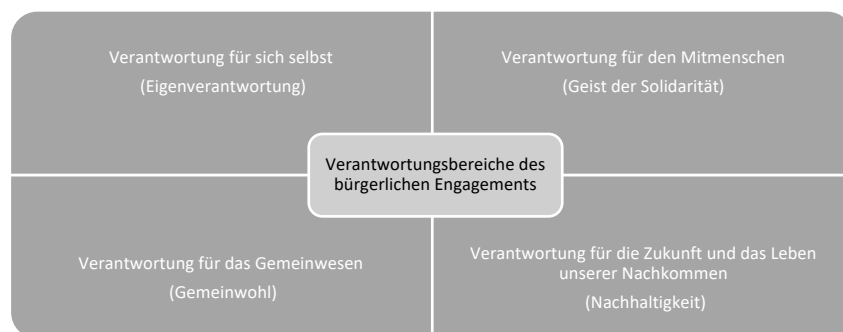 Verantwortung für sich selbst
(Eigenverantwortung)
Verantwortung für den Mitmenschen
(Geist der Solidarität)
Verantwortungsbereiche des
bürgerlichen Engagements
Verantwortung für das Gemeinwesen
(Gemeinwohl)
Verantwortung für die Zukunft und das Leben
unserer Nachkommen
(Nachhaltigkeit)